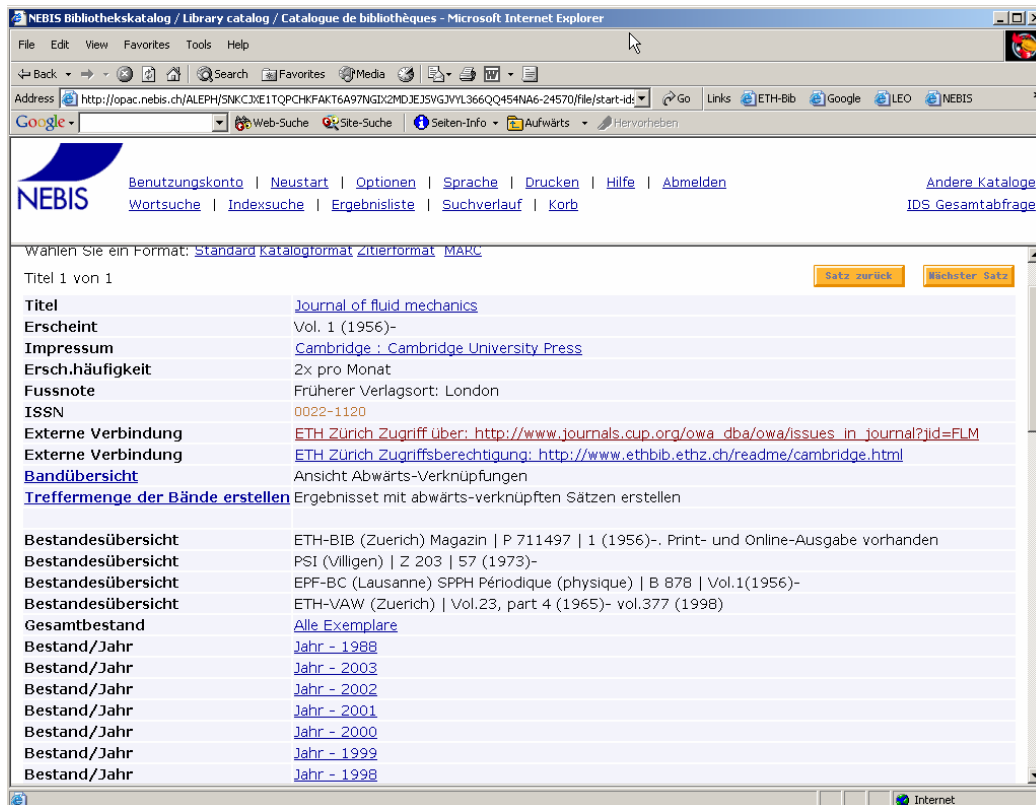 NEBIS Bibliothekskatalog / Library catalog / Catalogue de bibliothèques - Microsoft Internet Explorer
File Edit View Favorites Tools Help
Back Search Favorites Media
Address http://opac.nebis.ch/ALEPH/SNKCJXE1TQPCHKFAKT6A97NGIX2MDJEJSVGJVYL366QQ454NA6-24570/file/start-id: Go Links ETH-Bib Google LEO NEBIS
Google Web-Suche Site-Suche Seiten-Info Aufwärts Hervorheben
NEBIS
Benutzungskonto | Neustart | Optionen | Sprache | Drucken | Hilfe | Abmelden Andere Kataloge
Wortsuche | Indexsuche | Ergebnisliste | Suchverlauf | Korb IDS Gesamtabfrage
Wählen Sie ein Format: Standard Katalogformat Zitierformat MARC
Titel 1 von 1 Satz zurück Nächster Satz
Titel Journal of fluid mechanics
Erscheint Vol. 1 (1956)-
Impressum Cambridge : Cambridge University Press
Ersch.häufigkeit 2x pro Monat
Fussnote Früherer Verlagsort: London
ISSN 0022-1120
Externe Verbindung ETH Zürich Zugriff über: http://www.journals.cup.org/owa_dba/owa/issues_in_journal?jid=FLM
Externe Verbindung ETH Zürich Zugriffsberechtigung: http://www.ethbib.ethz.ch/readme/cambridge.html
Bandübersicht Ansicht Abwärts-Verknüpfungen
Treffermenge der Bände erstellen Ergebnisset mit abwärts-verknüpften Sätzen erstellen
Bestandesübersicht ETH-BIB (Zuerich) Magazin | P 711497 | 1 (1956)-. Print- und Online-Ausgabe vorhanden
Bestandesübersicht PSI (Villigen) | Z 203 | 57 (1973)-
Bestandesübersicht EPF-BC (Lausanne) SPPH Périodique (physique) | B 878 | Vol.1(1956)-
Bestandesübersicht ETH-VAW (Zuerich) | Vol.23, part 4 (1965)- vol.377 (1998)
Gesamtbestand Alle Exemplare
Bestand/Jahr Jahr - 1988
Bestand/Jahr Jahr - 2003
Bestand/Jahr Jahr - 2002
Bestand/Jahr Jahr - 2001
Bestand/Jahr Jahr - 2000
Bestand/Jahr Jahr - 1999
Bestand/Jahr Jahr - 1998
Internet